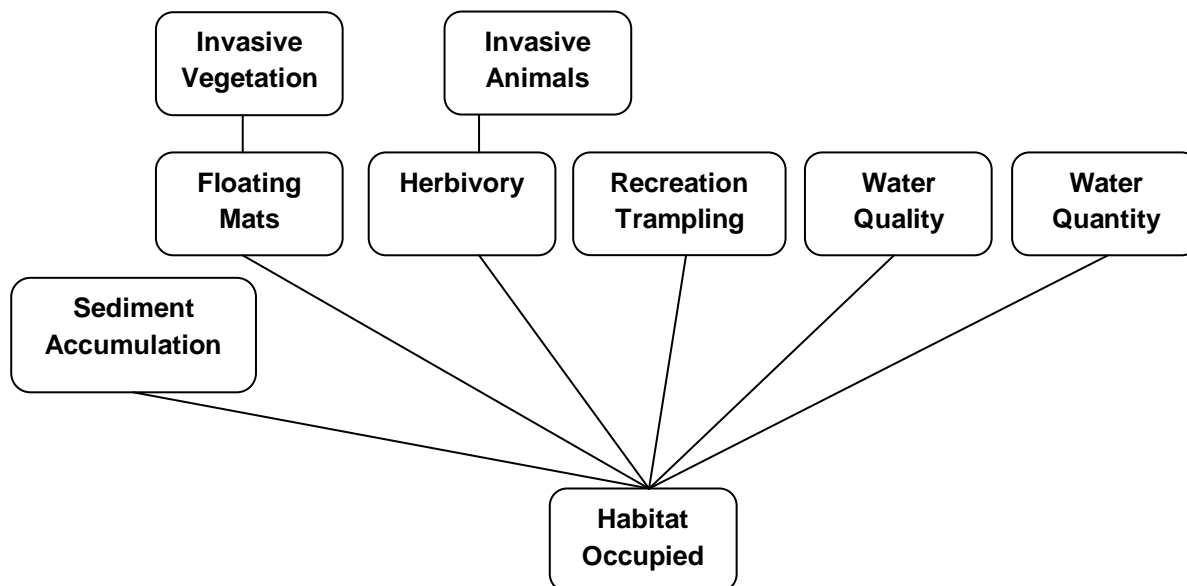 Invasive
Vegetation
Invasive
Animals
Floating
Mats
Herbivory
Recreation
Trampling
Water
Quality
Water
Quantity
Sediment
Accumulation
Habitat
Occupied